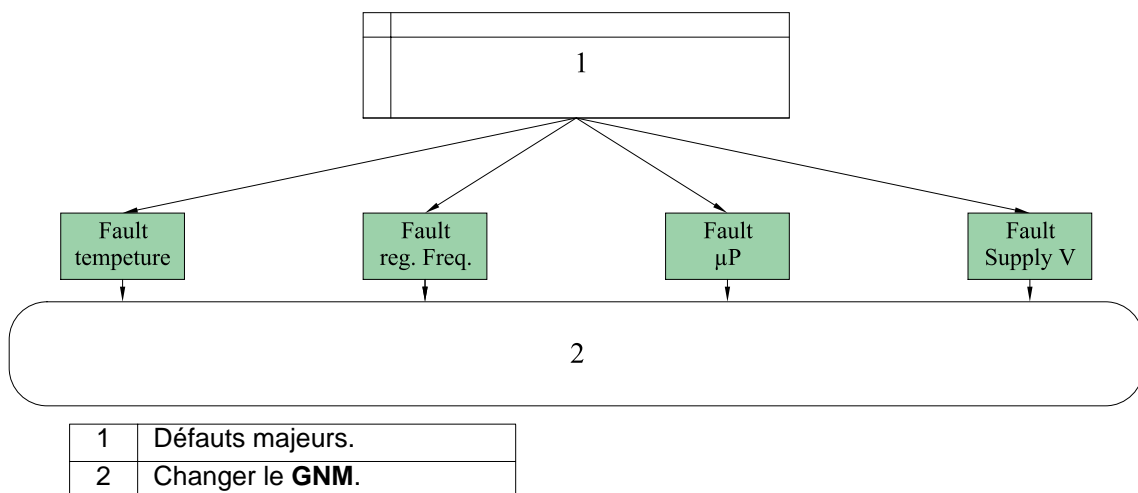 1
Fault
tempeture
Fault
reg. Freq.
Fault
µP
Fault
Supply V
2
1 Défauts majeurs.
2 Changer le GNM.